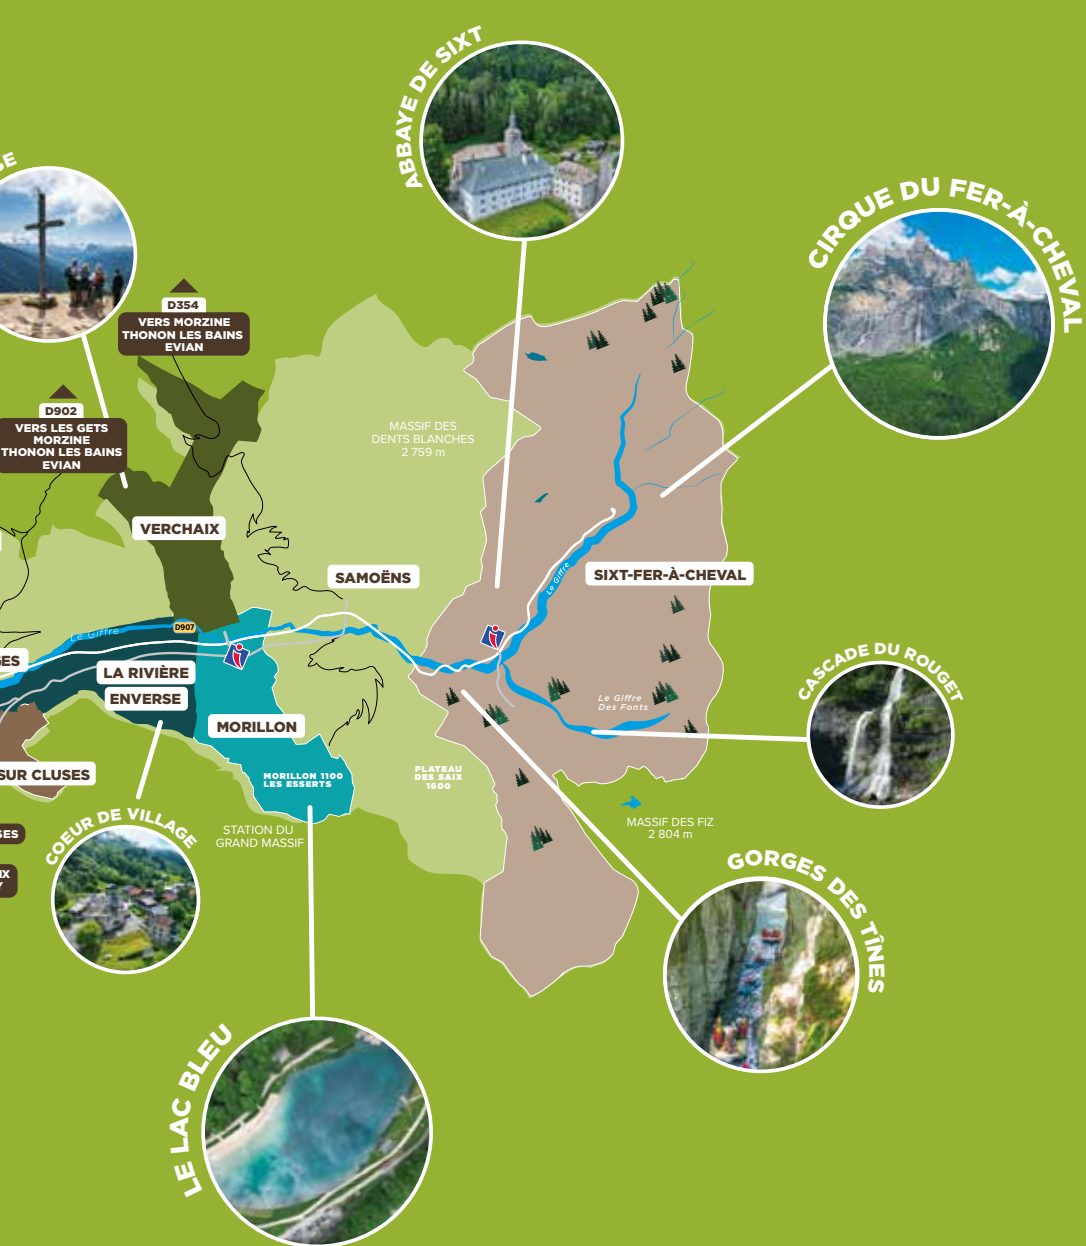 ABBAYE DE SIXT
CIRQUE DU FER-À-CHEVAL
SE
D354
VERS MORZINE
THONON LES BAINS
EVIAN
D902
VERS LES GETS
MORZINE
THONON LES BAINS
EVIAN
MASSIF DES
DENTS BLANCHES
2 759 m
VERCHAIX
SAMOËNS
SIXT-FER-À-CHEVAL
Le Giffre
Le Giffre
D907
GES
LA RIVIÈRE
ENVERSE
MORILLON
Le Giffre
Des Fonts
CASCADE DU ROUGET
SUR CLUSES
MORILLON 1100
LES ESSERTS
PLATEAU
DES SAIX
1600
COEUR DE VILLAGE
STATION DU
GRAND MASSIF
MASSIF DES FIZ
2 804 m
SES
IX
Y
GORGES DES TÎNES
LE LAC BLEU